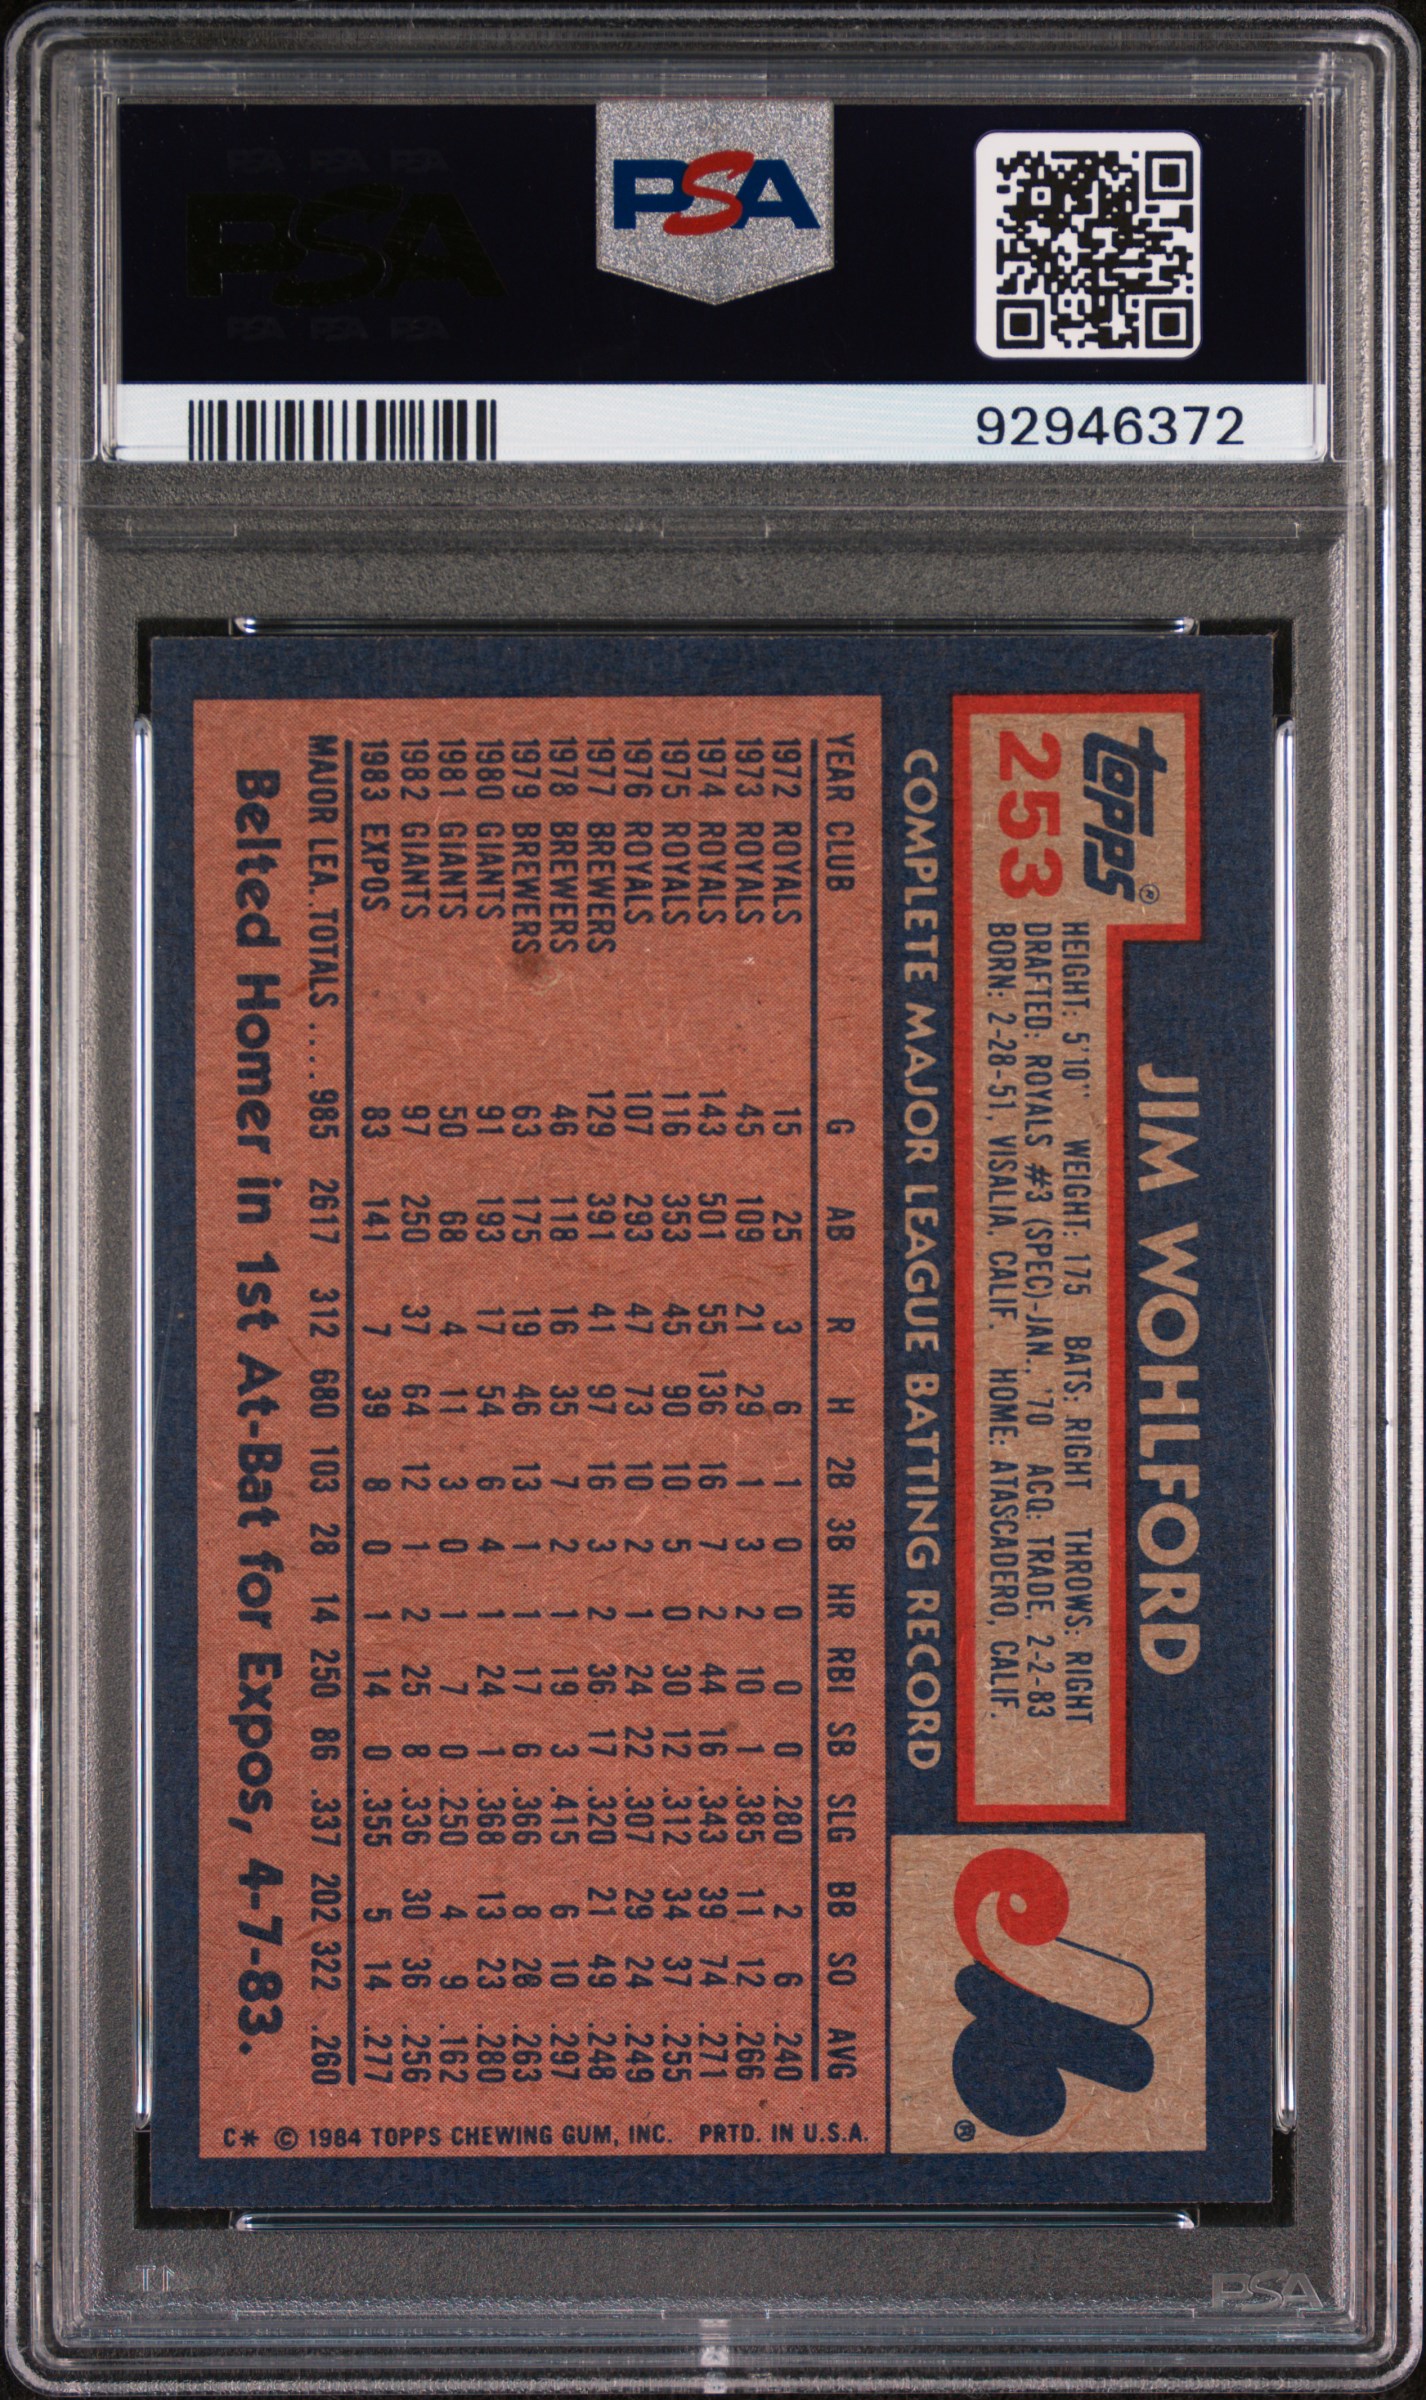 PSA PSA PSA
PSA
PSA PSA PSA
PSA
92946372
topps®
253
JIM WOHLFORD
HEIGHT: 5'10" WEIGHT: 175 BATS: RIGHT THROWS: RIGHT
DRAFTED: ROYALS #3 (SPEC)-JAN., '70 ACQ: TRADE, 2-2-83
BORN: 2-28-51, VISALIA, CALIF. HOME: ATASCADERO, CALIF.
COMPLETE MAJOR LEAGUE BATTING RECORD
YEAR CLUB G AB R H 2B 3B HR RBI SB SLG BB SO AVG
1972 ROYALS 15 25 3 6 1 0 0 0 0 .280 2 6 .240
1973 ROYALS 45 109 21 29 1 3 2 10 1 .385 11 12 .266
1974 ROYALS 143 501 55 136 16 7 2 44 16 .343 39 74 .271
1975 ROYALS 116 353 45 90 10 5 0 30 12 .312 34 37 .255
1976 ROYALS 107 293 47 73 10 2 1 24 22 .307 29 24 .249
1977 BREWERS 129 391 41 97 16 3 2 36 17 .320 21 49 .248
1978 BREWERS 46 118 16 35 7 2 1 19 3 .415 6 10 .297
1979 BREWERS 63 175 19 46 13 1 1 17 6 .366 8 28 .263
1980 GIANTS 91 193 17 54 6 4 1 24 1 .368 13 23 .280
1981 GIANTS 50 68 4 11 3 0 1 7 0 .250 4 9 .162
1982 GIANTS 97 250 37 64 12 1 2 25 8 .336 30 36 .256
1983 EXPOS 83 141 7 39 8 0 1 14 0 .355 5 14 .277
MAJOR LEA. TOTALS .... 985 2617 312 680 103 28 14 250 86 .337 202 322 .260
Belted Homer in 1st At-Bat for Expos, 4-7-83.
C* © 1984 TOPPS CHEWING GUM, INC. PRTD. IN U.S.A.
®
PSA